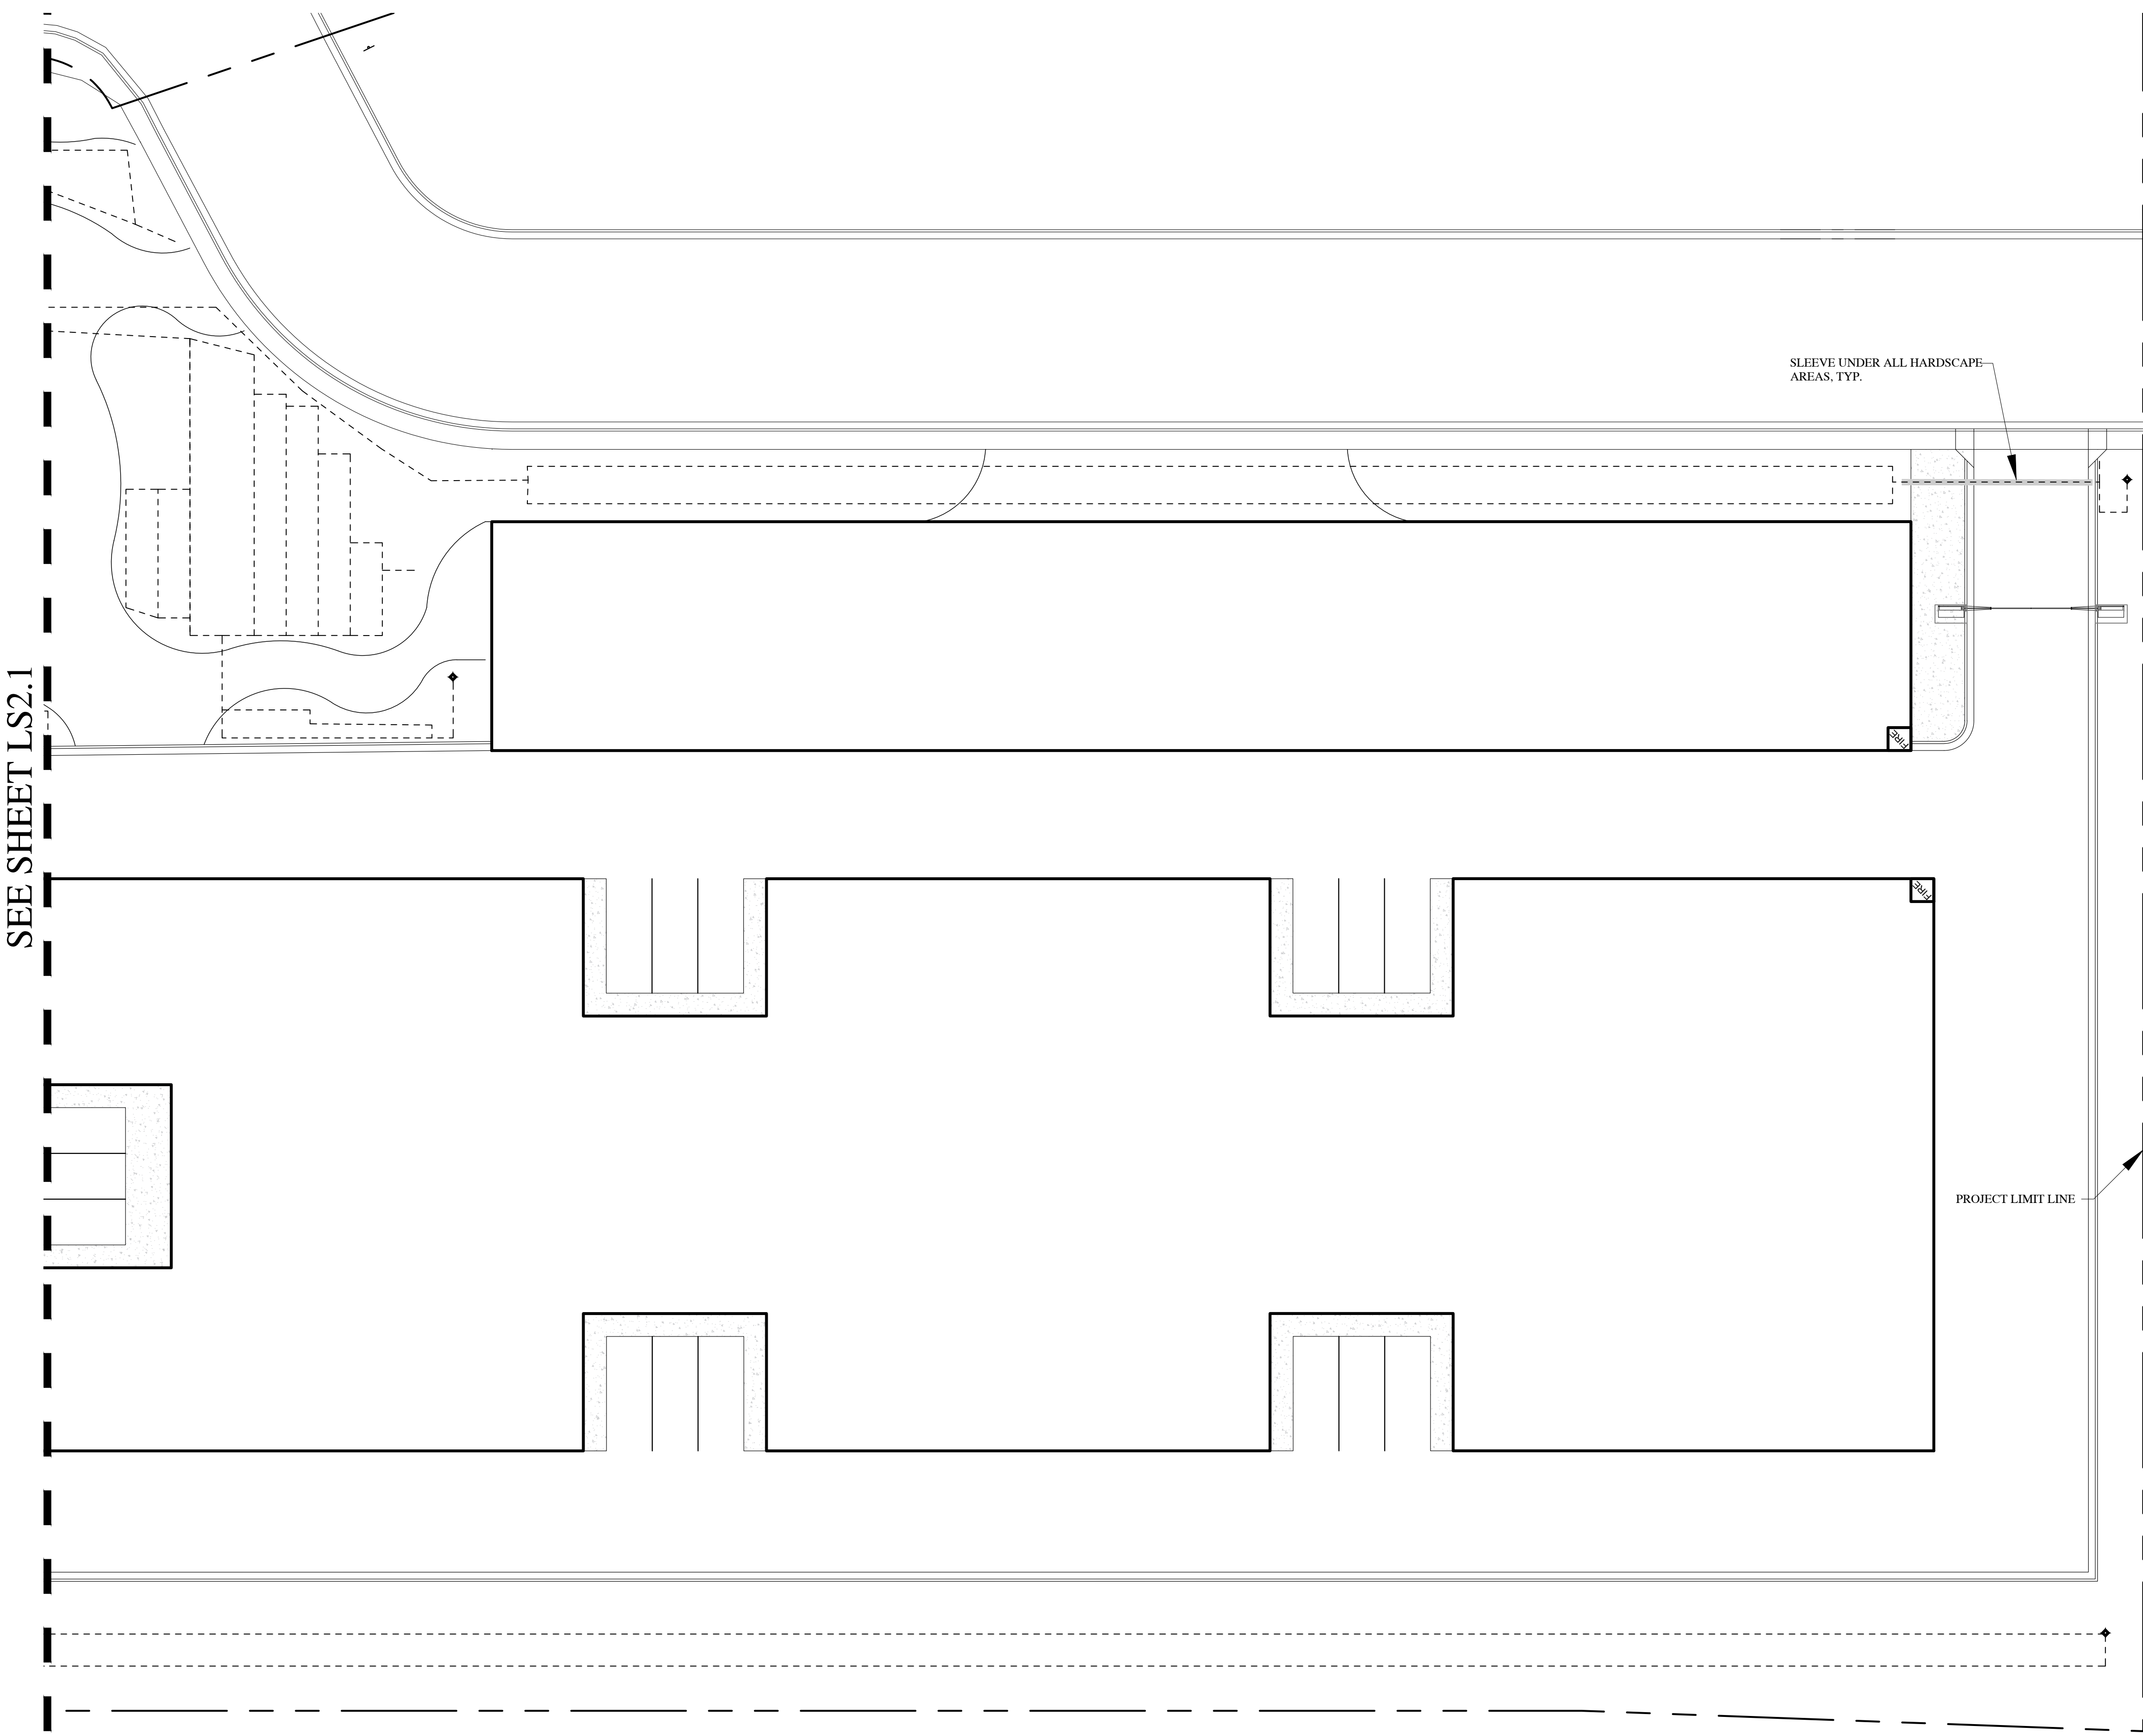 SLEEVE UNDER ALL HARDSCAPE
AREAS, TYP.
SEE SHEET LS2.1
FIRE
FIRE
PROJECT LIMIT LINE